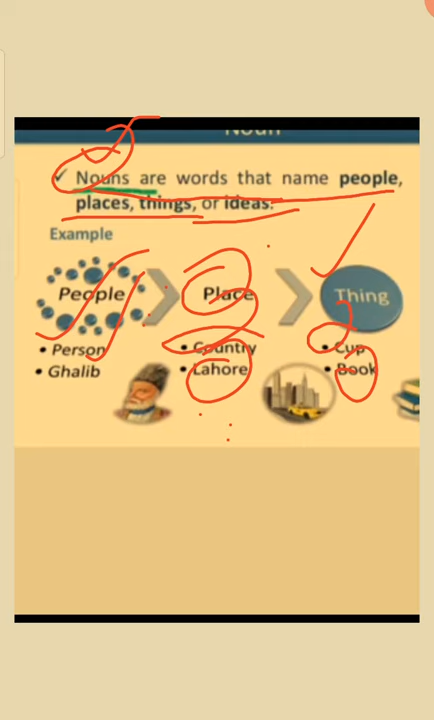 Noun
✓ Nouns are words that name people,
places, things, or ideas.
Example
People Place Thing
• Person • Country • Cup
• Ghalib • Lahore • Book